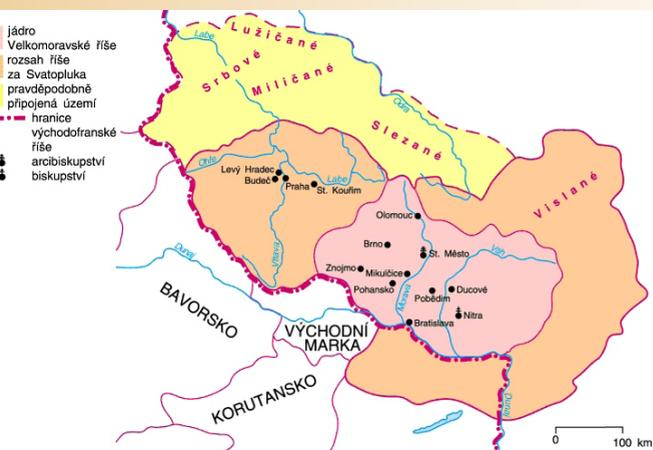 jádro
Velkomoravské říše
rozsah říše
za Svatopluka
pravděpodobně
připojená území
hranice
východofranské
říše
arcibiskupství
biskupství
Labe
Lužičané
Srbové
Miličané
Odra
Slezané
Vislané
Ohře
Levý Hradec
Budeč
Praha
St. Kouřim
Labe
Vltava
Olomouc
Brno
St. Město
Váh
Znojmo
Mikulčice
Pohansko
Morava
Pobědim
Ducové
Nitra
Bratislava
Dunaj
BAVORSKO
VÝCHODNÍ
MARKA
KORUTANSKO
Dunaj
0
100 km